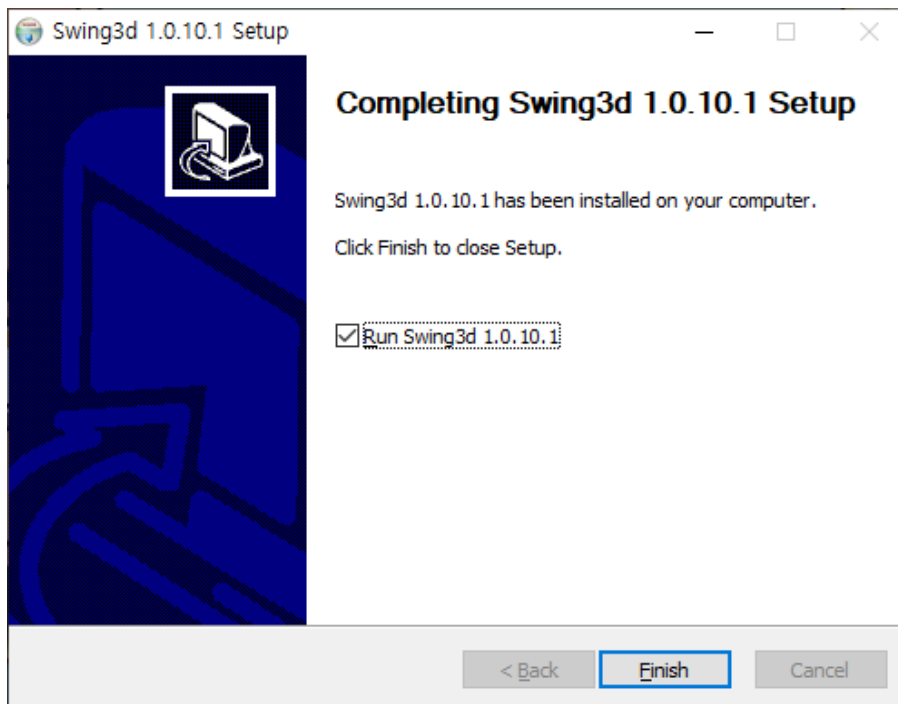 Swing3d 1.0.10.1 Setup
Completing Swing3d 1.0.10.1 Setup
Swing3d 1.0.10.1 has been installed on your computer.
Click Finish to close Setup.
Run Swing3d 1.0.10.1
< Back
Finish
Cancel